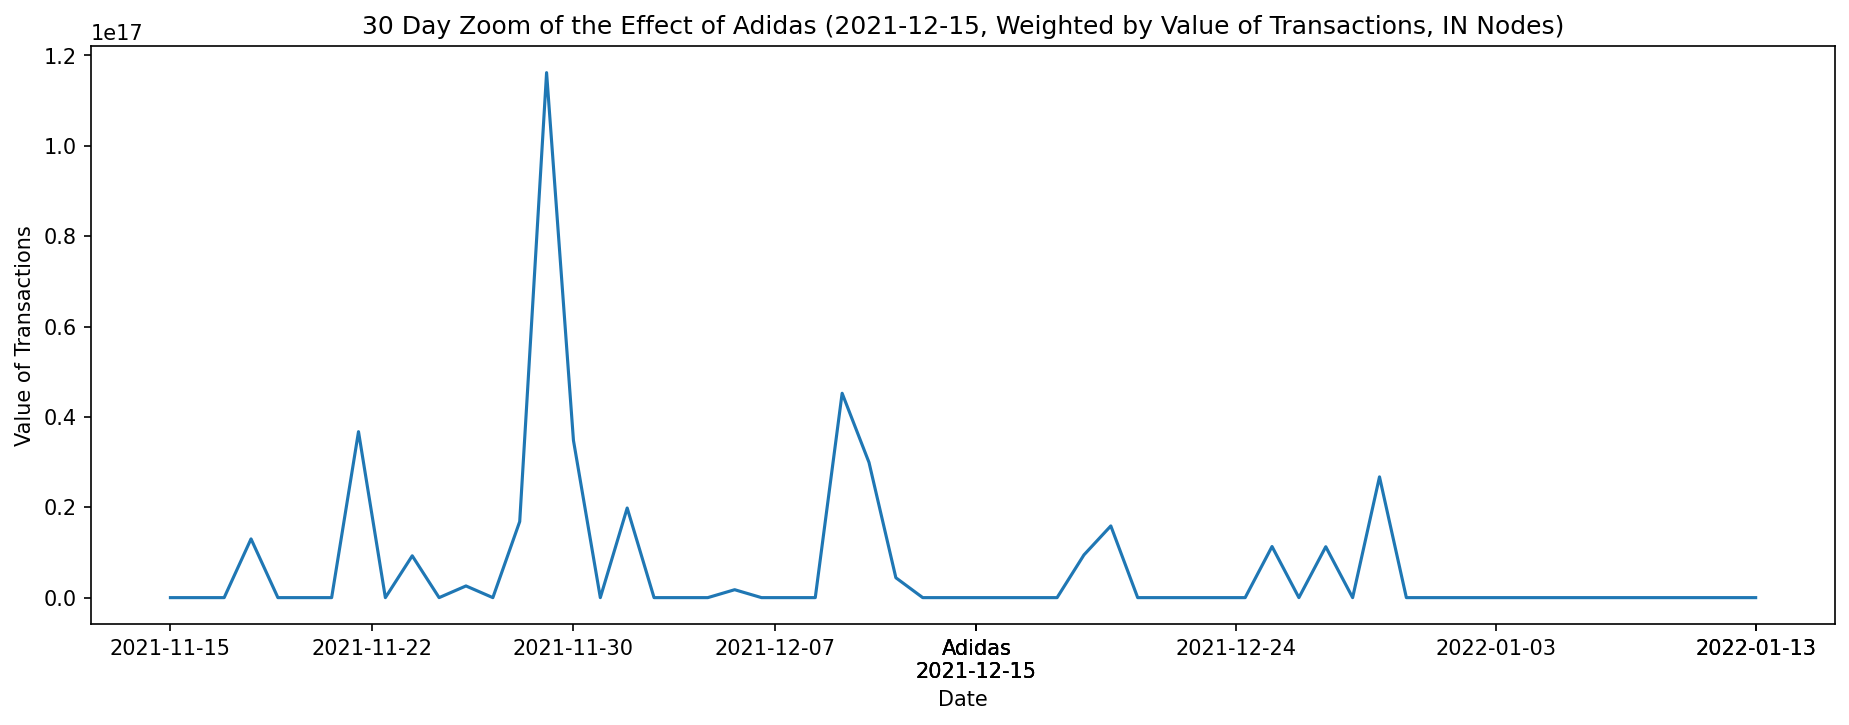 30 Day Zoom of the Effect of Adidas (2021-12-15, Weighted by Value of Transactions, IN Nodes)
1e17
1.2
1.0
0.8
0.6
0.4
0.2
0.0
Value of Transactions
2021-11-15 2021-11-22 2021-11-30 2021-12-07 Adidas 2021-12-24 2022-01-03 2022-01-13
2021-12-15
Date